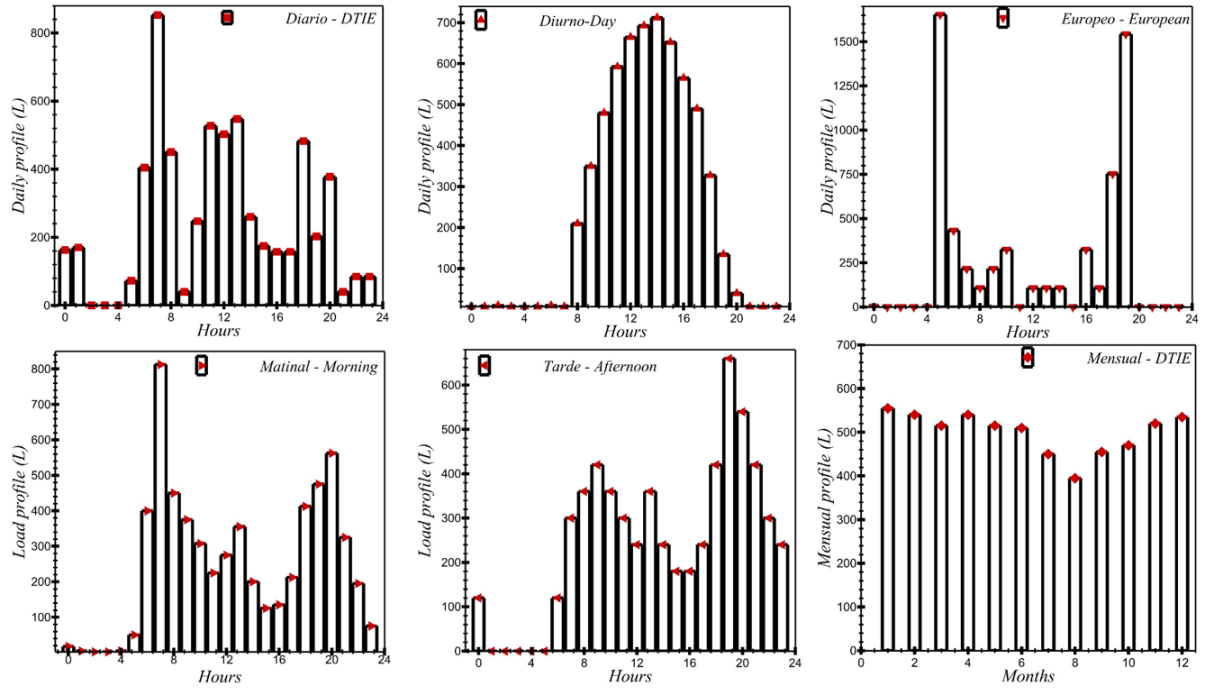 Diario - DTIE
Daily profile (L)
800
600
400
200
0
0 4 8 12 16 20 24
Hours
Diurno-Day
Daily profile (L)
700
600
500
400
300
200
100
0 4 8 12 16 20 24
Hours
Europeo - European
Daily profile (L)
1500
1250
1000
750
500
250
0
0 4 8 12 16 20 24
Hours
Matinal - Morning
Load profile (L)
800
700
600
500
400
300
200
100
0 4 8 12 16 20 24
Hours
Tarde - Afternoon
Load profile (L)
600
500
400
300
200
100
0
0 4 8 12 16 20 24
Hours
Mensual - DTIE
Mensual profile (L)
700
600
500
400
300
200
100
0
0 2 4 6 8 10 12
Months